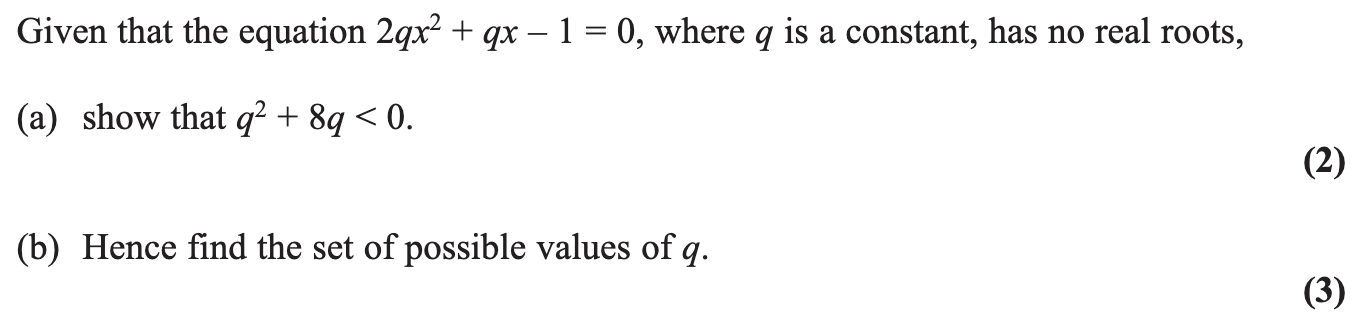 Given that the equation 2qx² + qx – 1 = 0, where q is a constant, has no real roots,
(a) show that q² + 8q < 0.
(2)
(b) Hence find the set of possible values of q.
(3)